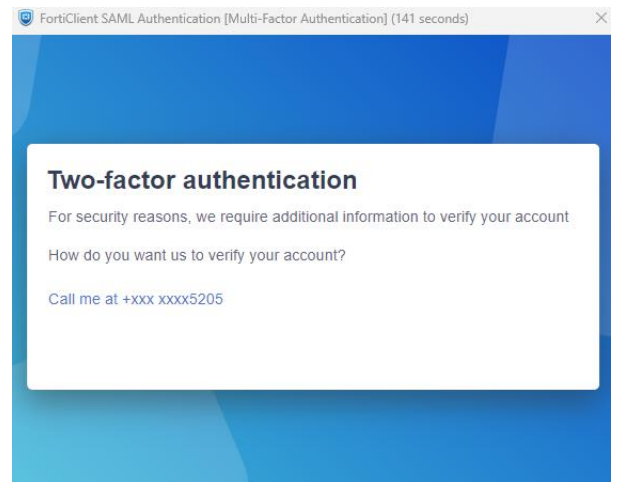 FortiClient SAML Authentication [Multi-Factor Authentication] (141 seconds)
Two-factor authentication
For security reasons, we require additional information to verify your account
How do you want us to verify your account?
Call me at +xxx xxxx5205